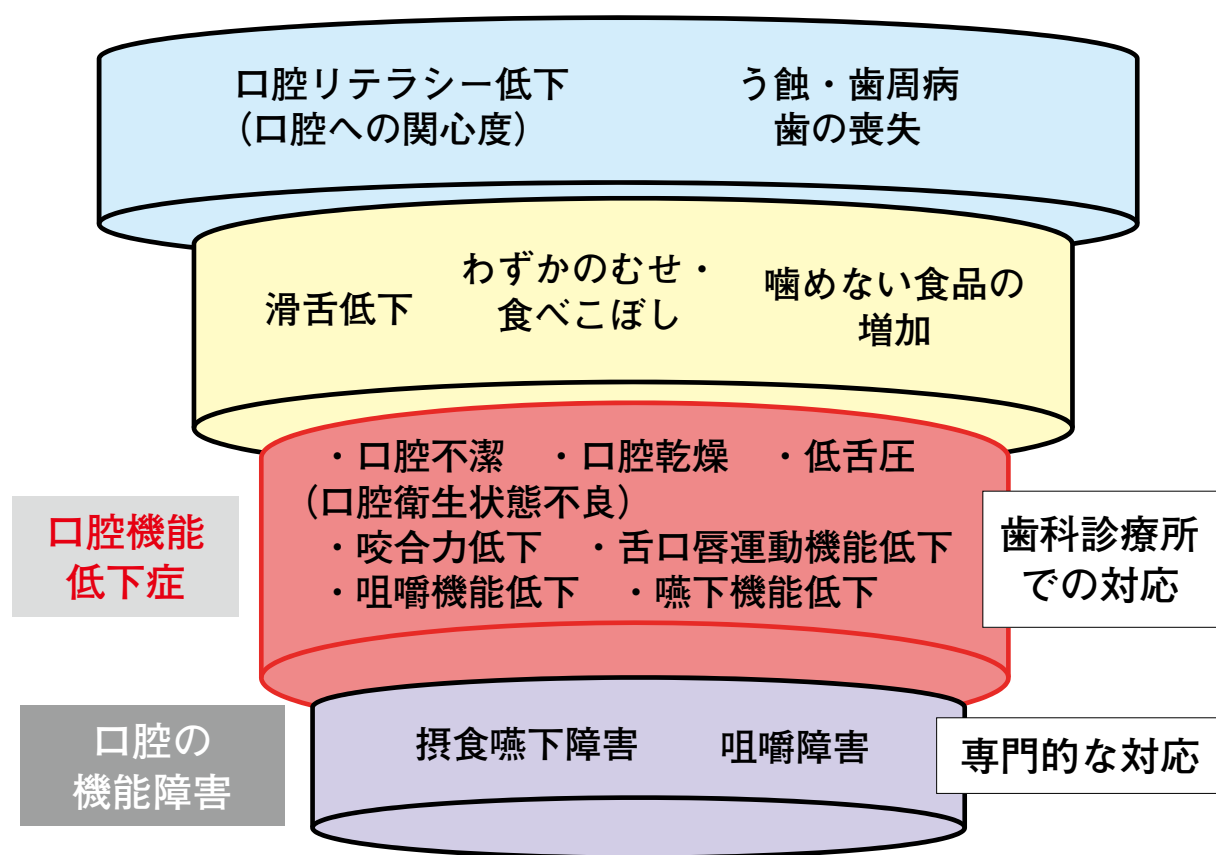 口腔リテラシー低下
(口腔への関心度)
う蝕・歯周病
歯の喪失
滑舌低下
わずかのむせ・
食べこぼし
噛めない食品の
増加
口腔機能
低下症
・口腔不潔　・口腔乾燥　・低舌圧
(口腔衛生状態不良)
・咬合力低下　・舌口唇運動機能低下
・咀嚼機能低下　・嚥下機能低下
歯科診療所
での対応
口腔の
機能障害
摂食嚥下障害　咀嚼障害
専門的な対応